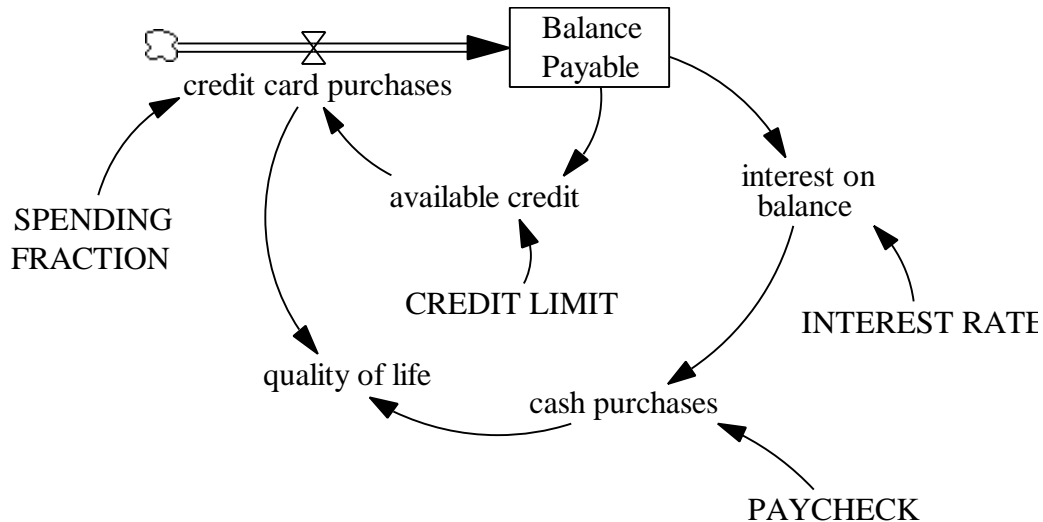 Balance
Payable
credit card purchases
available credit
interest on
balance
SPENDING
FRACTION
CREDIT LIMIT
INTEREST RATE
quality of life
cash purchases
PAYCHECK